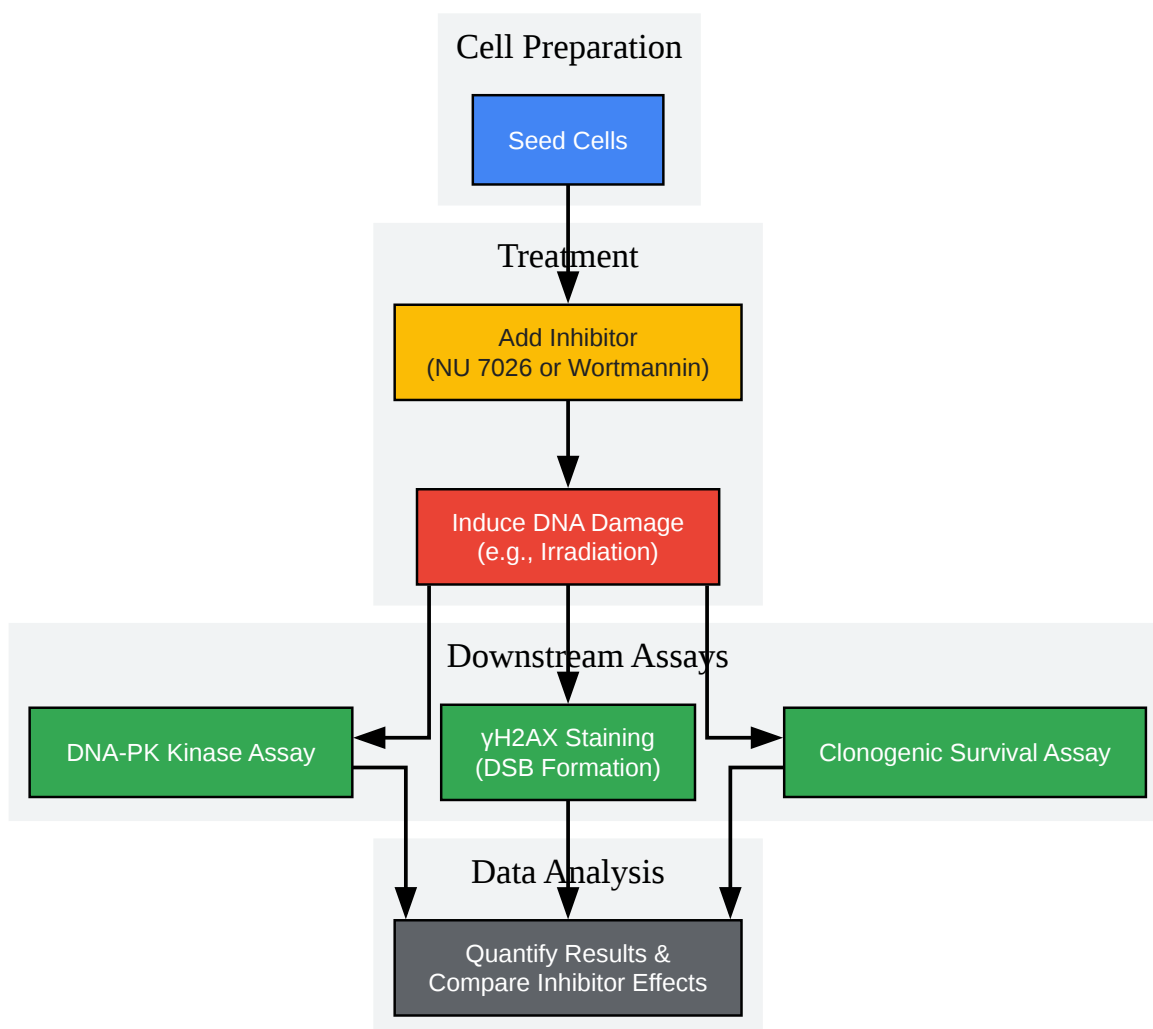 Cell Preparation
Seed Cells
Treatment
Add Inhibitor
(NU 7026 or Wortmannin)
Induce DNA Damage
(e.g., Irradiation)
Downstream Assays
DNA-PK Kinase Assay
γH2AX Staining
(DSB Formation)
Clonogenic Survival Assay
Data Analysis
Quantify Results &
Compare Inhibitor Effects